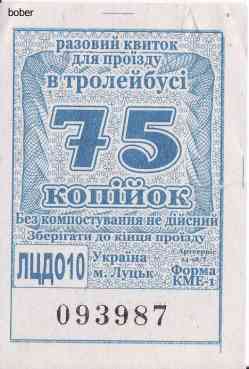 bober
разовий квиток
для проїзду
в тролейбусі
75
копійок
Без компостування не дійсний
Зберігати до кінця проїзду
ЛЦД010
Україна
м. Луцьк
Форма
КМЕ-1
093987